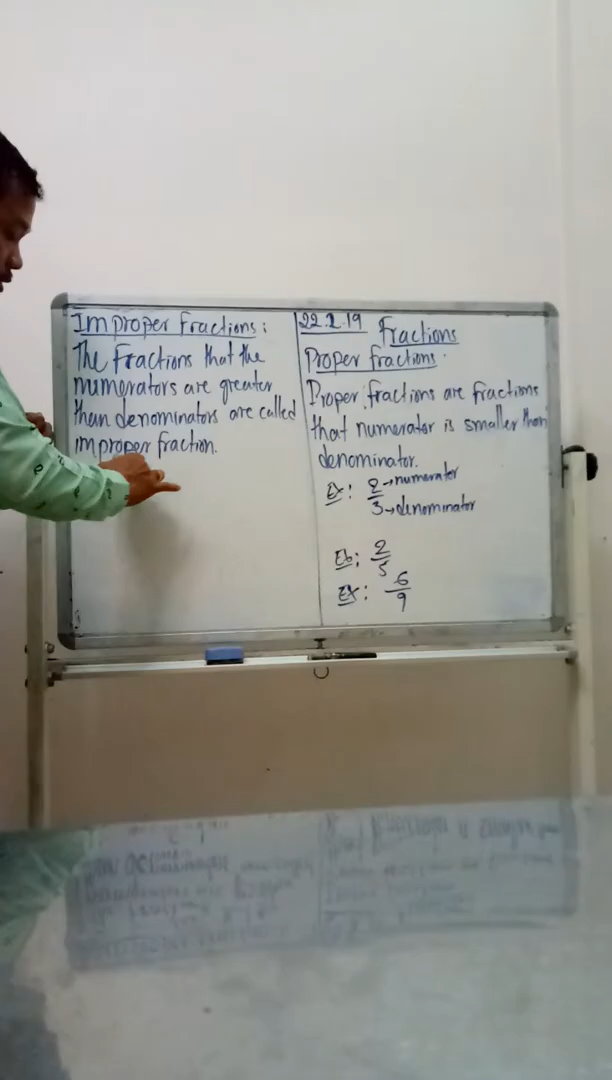 Improper Fractions:
The Fractions that the
numerators are greater
than denominators are called
improper fraction.
22.2.19 Fractions
Proper fractions.
Proper fractions are fractions
that numerator is smaller than
denominator.
Ex: 2 → numerator
3 → denominator
Ex: 2
5
Ex: 6
9